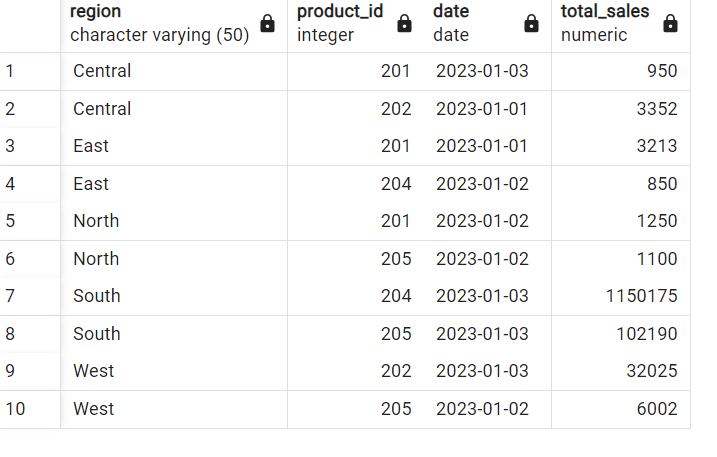 region product_id date total_sales
character varying (50) integer date numeric
1 Central 201 2023-01-03 950
2 Central 202 2023-01-01 3352
3 East 201 2023-01-01 3213
4 East 204 2023-01-02 850
5 North 201 2023-01-02 1250
6 North 205 2023-01-02 1100
7 South 204 2023-01-03 1150175
8 South 205 2023-01-03 102190
9 West 202 2023-01-03 32025
10 West 205 2023-01-02 6002